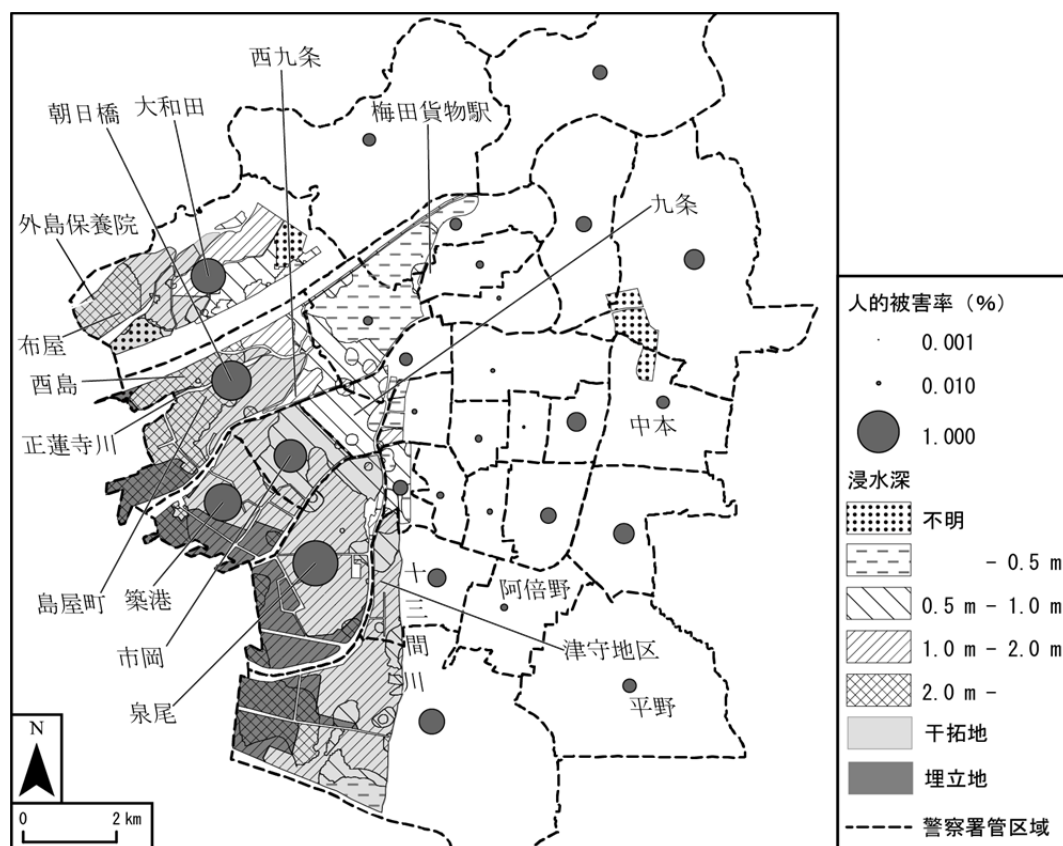 西九条
朝日橋
大和田
梅田貨物駅
九条
外島保養院
布屋
西島
正蓮寺川
中本
島屋町
築港
市岡
泉尾
十三間川
阿倍野
津守地区
平野
N
0 2 km
人的被害率（%）
0.001
0.010
1.000
浸水深
不明
- 0.5 m
0.5 m - 1.0 m
1.0 m - 2.0 m
2.0 m -
干拓地
埋立地
警察署管区域